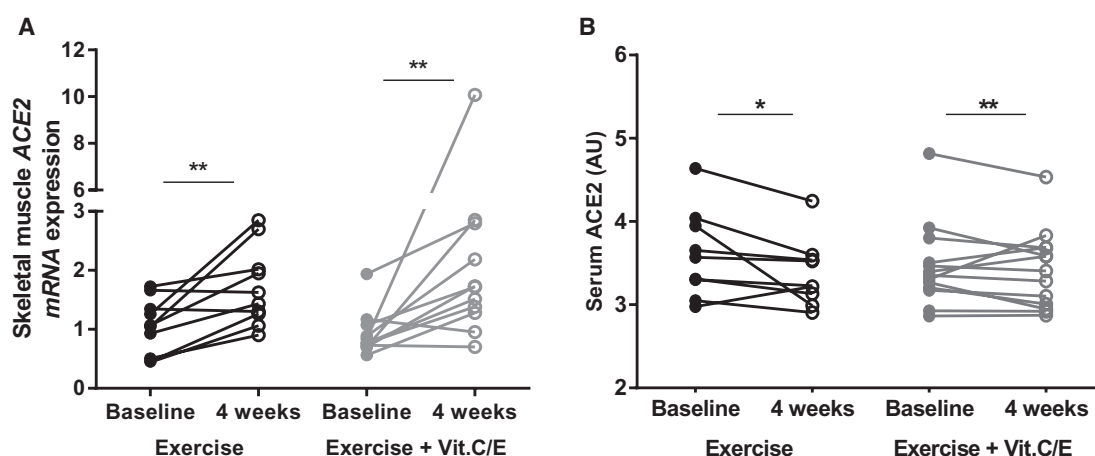 A
Skeletal muscle ACE2
mRNA expression
12
10
8
6
3
2
1
0
**
**
Baseline 4 weeks Baseline 4 weeks
Exercise Exercise + Vit.C/E
B
Serum ACE2 (AU)
6
5
4
3
2
*
**
Baseline 4 weeks Baseline 4 weeks
Exercise Exercise + Vit.C/E